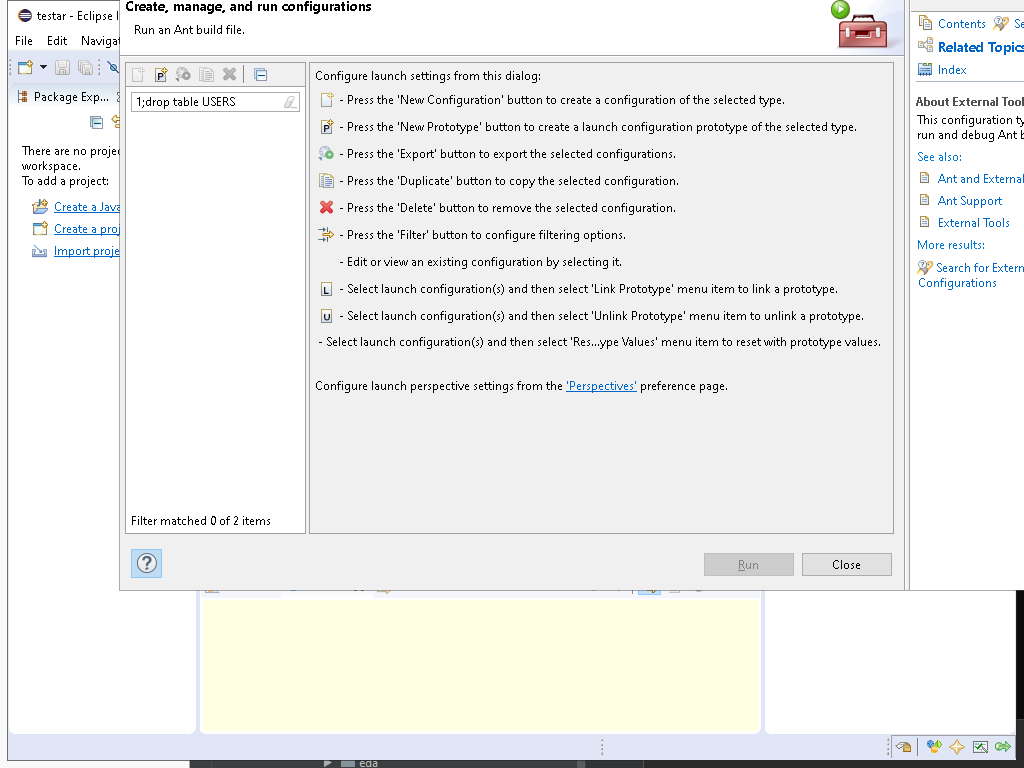 testar - Eclipse I
Create, manage, and run configurations
Run an Ant build file.
File Edit Navigat
Package Exp...
There are no proje
workspace.
To add a project:
Create a Java
Create a proj
Import proje
1;drop table USERS
Filter matched 0 of 2 items
Configure launch settings from this dialog:
- Press the 'New Configuration' button to create a configuration of the selected type.
P - Press the 'New Prototype' button to create a launch configuration prototype of the selected type.
- Press the 'Export' button to export the selected configurations.
- Press the 'Duplicate' button to copy the selected configuration.
- Press the 'Delete' button to remove the selected configuration.
- Press the 'Filter' button to configure filtering options.
- Edit or view an existing configuration by selecting it.
L - Select launch configuration(s) and then select 'Link Prototype' menu item to link a prototype.
U - Select launch configuration(s) and then select 'Unlink Prototype' menu item to unlink a prototype.
- Select launch configuration(s) and then select 'Res...ype Values' menu item to reset with prototype values.
Configure launch perspective settings from the 'Perspectives' preference page.
?
Run
Close
Contents Se
Related Topics
Index
About External Tool
This configuration ty
run and debug Ant b
See also:
Ant and External
Ant Support
External Tools
More results:
Search for Extern
Configurations
eda